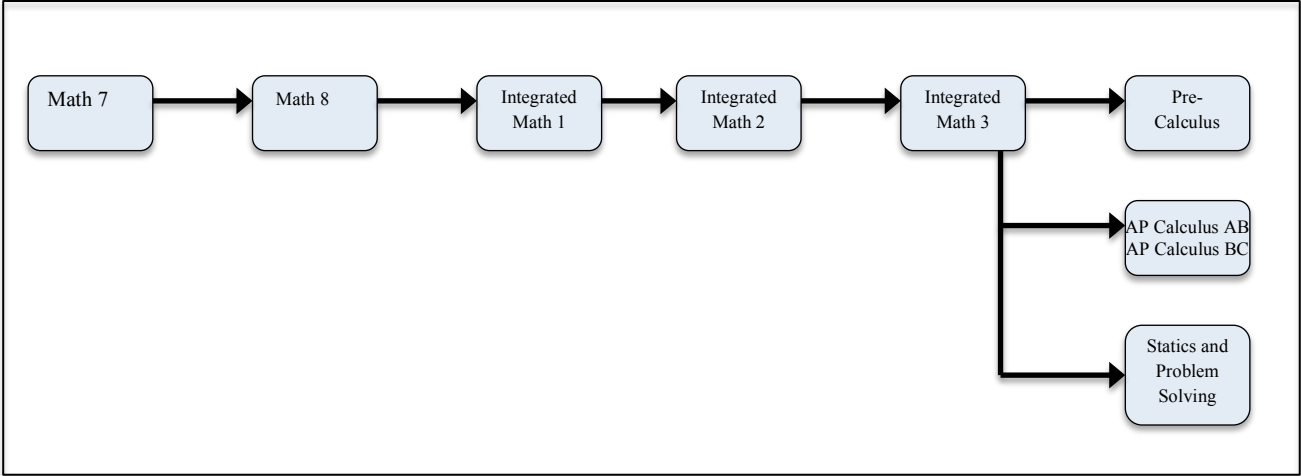 Math 7
Math 8
Integrated
Math 1
Integrated
Math 2
Integrated
Math 3
Pre-
Calculus
AP Calculus AB
AP Calculus BC
Statics and
Problem
Solving